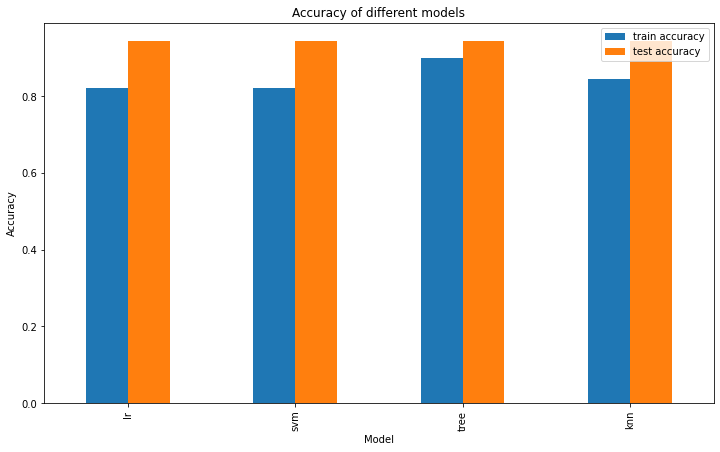 Accuracy of different models
train accuracy
test accuracy
Accuracy
0.8
0.6
0.4
0.2
0.0
lr
svm
tree
knn
Model